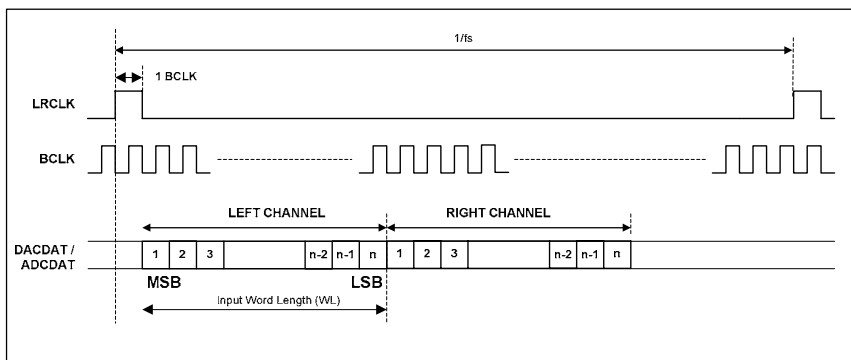 1/fs
1 BCLK
LRCLK
BCLK
LEFT CHANNEL RIGHT CHANNEL
DACDAT /
ADCDAT
1 2 3 n-2 n-1 n 1 2 3 n-2 n-1 n
MSB LSB
Input Word Length (WL)